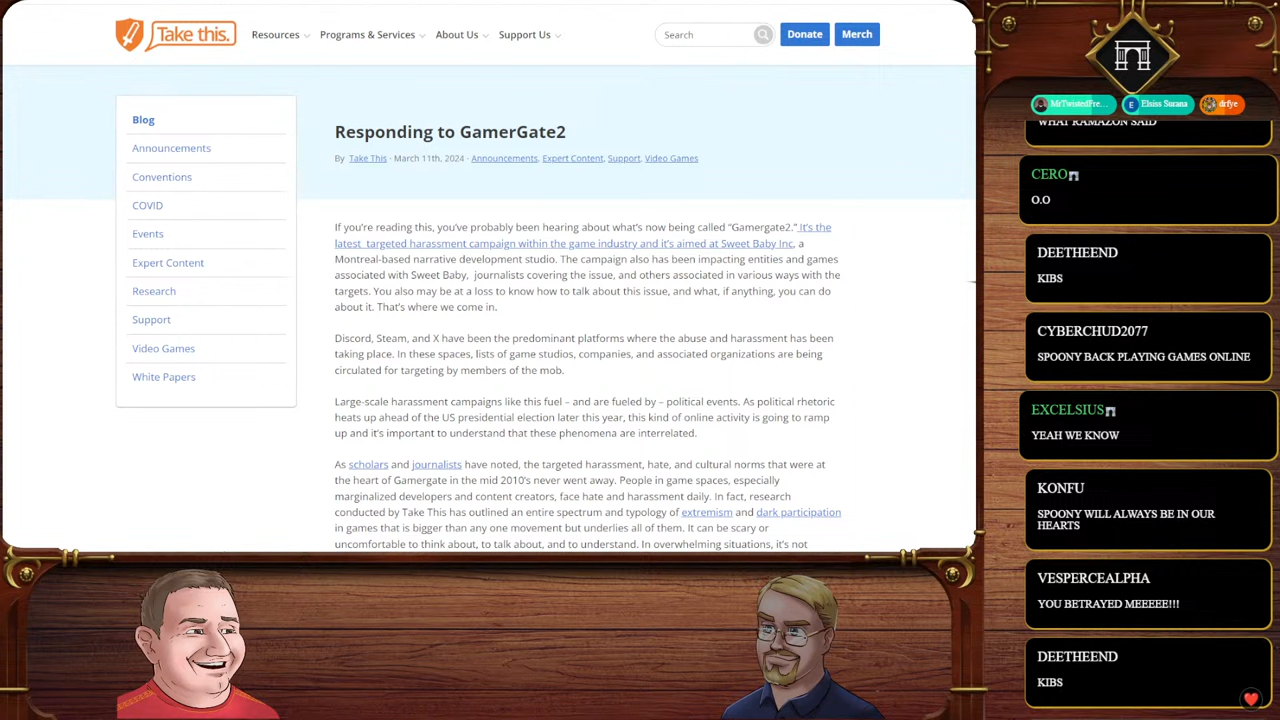 Take this.
Resources
Programs & Services
About Us
Support Us
Search
Donate
Merch
Blog
Announcements
Conventions
COVID
Events
Expert Content
Research
Support
Video Games
White Papers
Responding to GamerGate2
By Take This · March 11th, 2024 · Announcements, Expert Content, Support, Video Games
If you’re reading this, you’ve probably been hearing about what’s now being called “Gamergate2.” It’s the
latest targeted harassment campaign within the game industry and it’s aimed at Sweet Baby Inc, a
Montreal-based narrative development studio. The campaign also has been impacting entities and games
associated with Sweet Baby, journalists covering the issue, and others associated in various ways with the
targets. You also may be at a loss to know how to talk about this issue, and what, if anything, you can do
about it. That’s where we come in.
Discord, Steam, and X have been the predominant platforms where the abuse and harassment has been
taking place. In these spaces, lists of game studios, companies, and associated organizations are being
circulated for targeting by members of the mob.
Large-scale harassment campaigns like this fuel – and are fueled by – political events. As political rhetoric
heats up ahead of the US presidential election later this year, this kind of online activity is going to ramp
up and it’s important to understand that these phenomena are interrelated.
As scholars and journalists have noted, the targeted harassment, hate, and cultural norms that were at
the heart of Gamergate in the mid 2010’s never went away. People in game spaces, especially
marginalized developers and content creators, face hate and harassment daily. In fact, research
conducted by Take This has outlined an entire spectrum and typology of extremism and dark participation
in games that is bigger than any one movement but underlies all of them. It can be scary or
uncomfortable to think about, to talk about, and to understand. In overwhelming situations, it’s not
MrTwistedPre...
E Elsiss Surana
drfye
WHAT RAMAZON SAID
CERO
O.O
DEETHEEND
KIBS
CYBERCHUD2077
SPOONY BACK PLAYING GAMES ONLINE
EXCELSIUS
YEAH WE KNOW
KONFU
SPOONY WILL ALWAYS BE IN OUR
HEARTS
VESPERCEALPHA
YOU BETRAYED MEEEEE!!!
DEETHEEND
KIBS